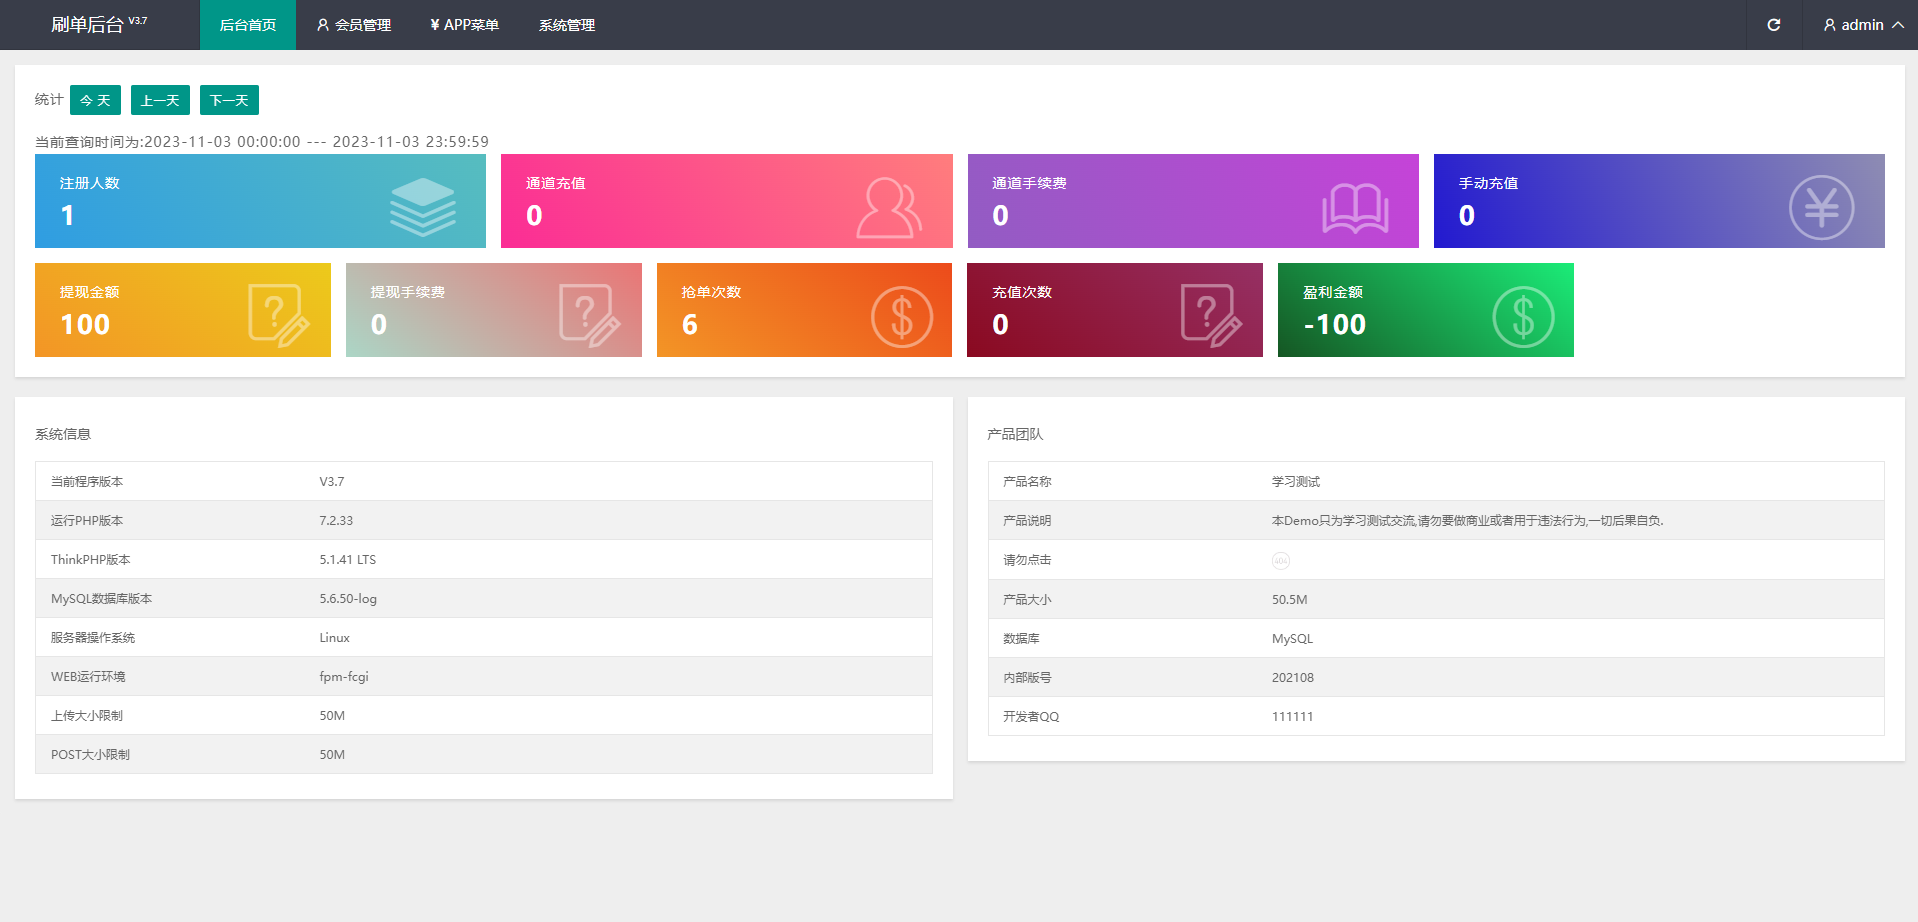 刷单后台 V3.7 后台首页 会员管理 ¥ APP菜单 系统管理 admin
统计 今 天 上一天 下一天
当前查询时间为:2023-11-03 00:00:00 --- 2023-11-03 23:59:59
注册人数
1
通道充值
0
通道手续费
0
手动充值
0
提现金额
100
提现手续费
0
抢单次数
6
充值次数
0
盈利金额
-100
系统信息
当前程序版本 V3.7
运行PHP版本 7.2.33
ThinkPHP版本 5.1.41 LTS
MySQL数据库版本 5.6.50-log
服务器操作系统 Linux
WEB运行环境 fpm-fcgi
上传大小限制 50M
POST大小限制 50M
产品团队
产品名称 学习测试
产品说明 本Demo只为学习测试交流,请勿要做商业或者用于违法行为,一切后果自负.
请勿点击 404
产品大小 50.5M
数据库 MySQL
内部版号 202108
开发者QQ 111111